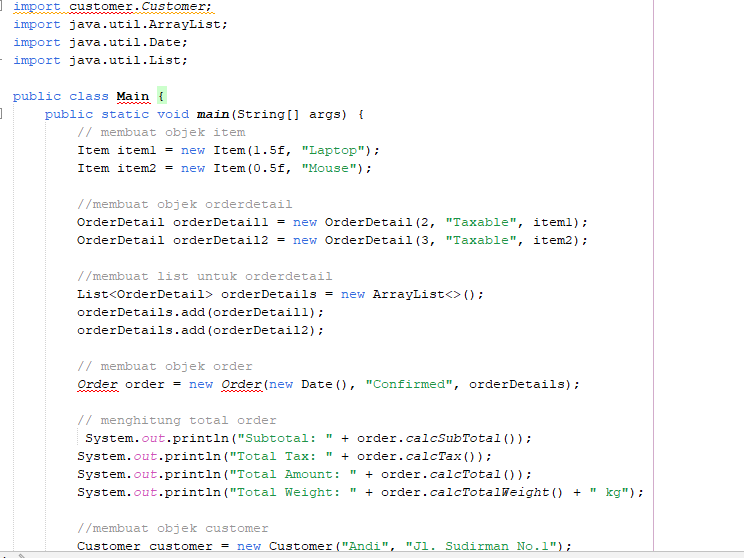 import customer.Customer;
import java.util.ArrayList;
import java.util.Date;
import java.util.List;
public class Main {
public static void main(String[] args) {
// membuat objek item
Item item1 = new Item(1.5f, "Laptop");
Item item2 = new Item(0.5f, "Mouse");
//membuat objek orderdetail
OrderDetail orderDetail1 = new OrderDetail(2, "Taxable", item1);
OrderDetail orderDetail2 = new OrderDetail(3, "Taxable", item2);
//membuat list untuk orderdetail
List<OrderDetail> orderDetails = new ArrayList<>();
orderDetails.add(orderDetail1);
orderDetails.add(orderDetail2);
// membuat objek order
Order order = new Order(new Date(), "Confirmed", orderDetails);
// menghitung total order
System.out.println("Subtotal: " + order.calcSubTotal());
System.out.println("Total Tax: " + order.calcTax());
System.out.println("Total Amount: " + order.calcTotal());
System.out.println("Total Weight: " + order.calcTotalWeight() + " kg");
//membuat objek customer
Customer customer = new Customer("Andi", "Jl. Sudirman No.1");